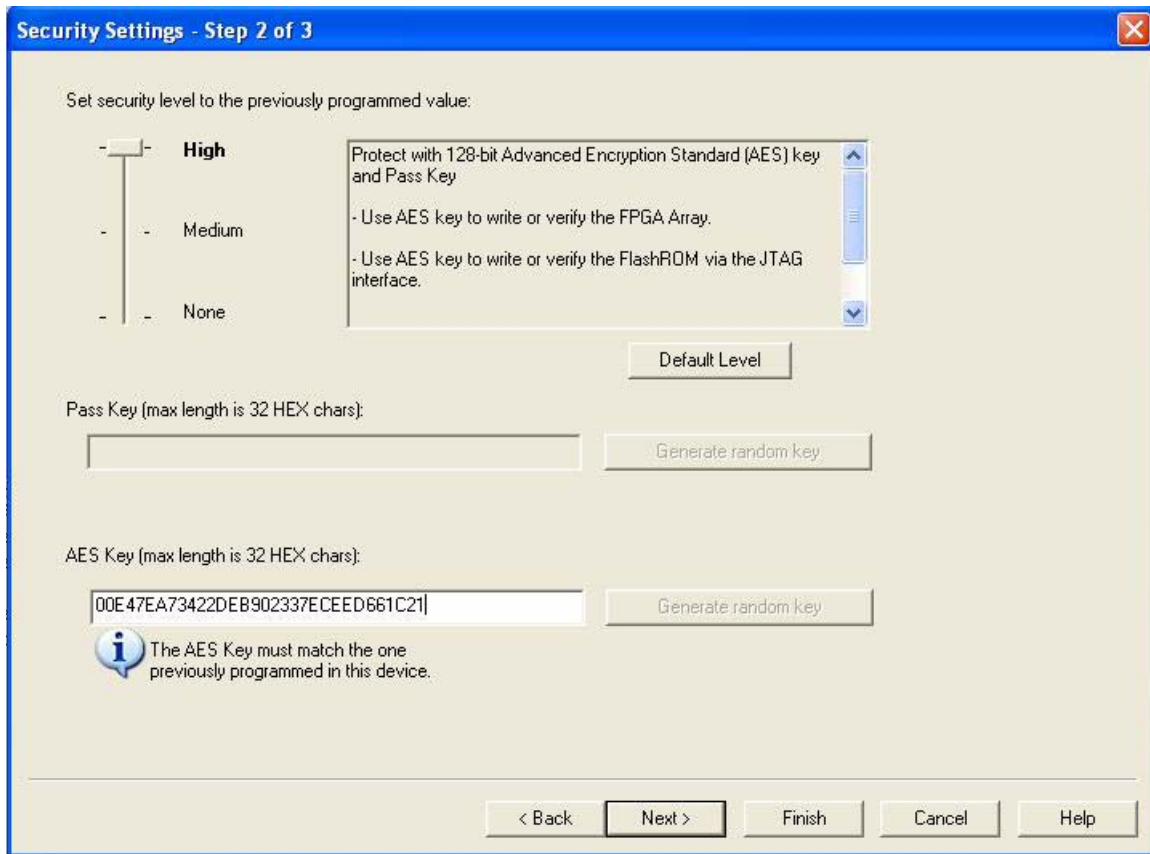 Security Settings - Step 2 of 3
Set security level to the previously programmed value:
High
Medium
None
Protect with 128-bit Advanced Encryption Standard (AES) key
and Pass Key
- Use AES key to write or verify the FPGA Array.
- Use AES key to write or verify the FlashROM via the JTAG
interface.
Default Level
Pass Key (max length is 32 HEX chars):
Generate random key
AES Key (max length is 32 HEX chars):
00E47EA73422DEB902337ECEED661C21
Generate random key
The AES Key must match the one
previously programmed in this device.
< Back
Next >
Finish
Cancel
Help